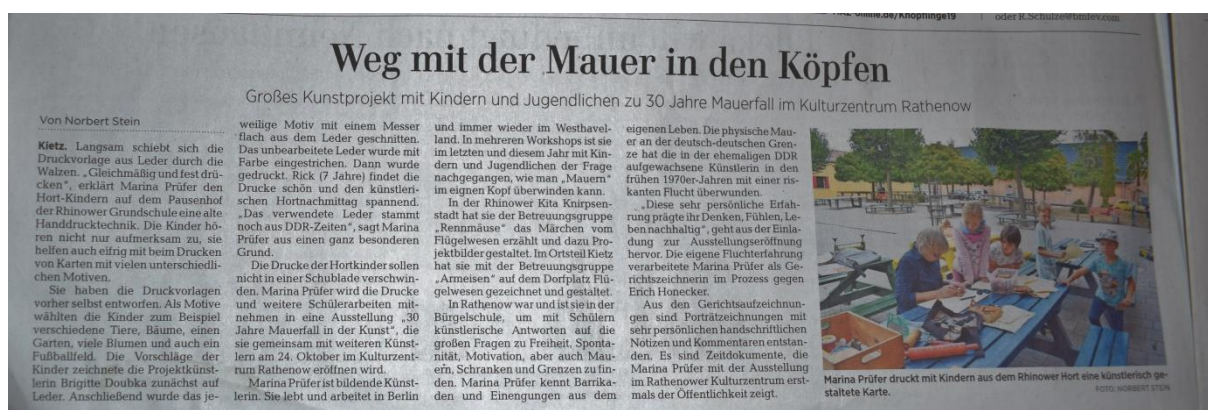 online.de/Knopflinge19
oder R.Schulze@bmfev.com
Weg mit der Mauer in den Köpfen
Großes Kunstprojekt mit Kindern und Jugendlichen zu 30 Jahre Mauerfall im Kulturzentrum Rathenow
Von Norbert Stein
Kietz. Langsam schiebt sich die
Druckvorlage aus Leder durch die
Walzen. „Gleichmäßig und fest drü-
cken“, erklärt Marina Prüfer den
Hort-Kindern auf dem Pausenhof
der Rhinower Grundschule eine alte
Handdrucktechnik. Die Kinder hö-
ren nicht nur aufmerksam zu, sie
helfen auch eifrig mit beim Drucken
von Karten mit vielen unterschiedli-
chen Motiven.
Sie haben die Druckvorlagen
vorher selbst entworfen. Als Motive
wählten die Kinder zum Beispiel
verschiedene Tiere, Bäume, einen
Garten, viele Blumen und auch ein
Fußballfeld. Die Vorschläge der
Kinder zeichnete die Projektkünst-
lerin Brigitte Doubka zunächst auf
Leder. Anschließend wurde das je-
weilige Motiv mit einem Messer
flach aus dem Leder geschnitten.
Das unbearbeitete Leder wurde mit
Farbe eingestrichen. Dann wurde
gedruckt. Rick (7 Jahre) findet die
Drucke schön und den künstleri-
schen Hortnachmittag spannend.
„Das verwendete Leder stammt
noch aus DDR-Zeiten“, sagt Marina
Prüfer aus einen ganz besonderen
Grund.
Die Drucke der Hortkinder sollen
nicht in einer Schublade verschwin-
den. Marina Prüfer wird die Drucke
und weitere Schülerarbeiten mit-
nehmen in eine Ausstellung „30
Jahre Mauerfall in der Kunst“, die
sie gemeinsam mit weiteren Künst-
lern am 24. Oktober im Kulturzent-
rum Rathenow eröffnen wird.
Marina Prüfer ist bildende Künst-
lerin. Sie lebt und arbeitet in Berlin
und immer wieder im Westhavel-
land. In mehreren Workshops ist sie
im letzten und diesem Jahr mit Kin-
dern und Jugendlichen der Frage
nachgegangen, wie man „Mauern“
im eignen Kopf überwinden kann.
In der Rhinower Kita Knirpsen-
stadt hat sie der Betreuungsgruppe
„Rennmäuse“ das Märchen vom
Flügelwesen erzählt und dazu Pro-
jektbilder gestaltet. Im Ortsteil Kietz
hat sie mit der Betreuungsgruppe
„Armeisen“ auf dem Dorfplatz Flü-
gelwesen gezeichnet und gestaltet.
In Rathenow war und ist sie in der
Bürgelschule, um mit Schülern
künstlerische Antworten auf die
großen Fragen zu Freiheit, Sponta-
nität, Motivation, aber auch Mau-
ern, Schranken und Grenzen zu fin-
den. Marina Prüfer kennt Barrika-
den und Einengungen aus dem
eigenen Leben. Die physische Mau-
er an der deutsch-deutschen Gren-
ze hat die in der ehemaligen DDR
aufgewachsene Künstlerin in den
frühen 1970er-Jahren mit einer ris-
kanten Flucht überwunden.
„Diese sehr persönliche Erfah-
rung prägte ihr Denken, Fühlen, Le-
ben nachhaltig“, geht aus der Einla-
dung zur Ausstellungseröffnung
hervor. Die eigene Fluchterfahrung
verarbeitete Marina Prüfer als Ge-
richtszeichnerin im Prozess gegen
Erich Honecker.
Aus den Gerichtsaufzeichnun-
gen sind Porträtzeichnungen mit
sehr persönlichen handschriftlichen
Notizen und Kommentaren entstan-
den. Es sind Zeitdokumente, die
Marina Prüfer mit der Ausstellung
im Rathenower Kulturzentrum erst-
mals der Öffentlichkeit zeigt.
Marina Prüfer druckt mit Kindern aus dem Rhinower Hort eine künstlerisch ge-
staltete Karte.
FOTO: NORBERT STEIN